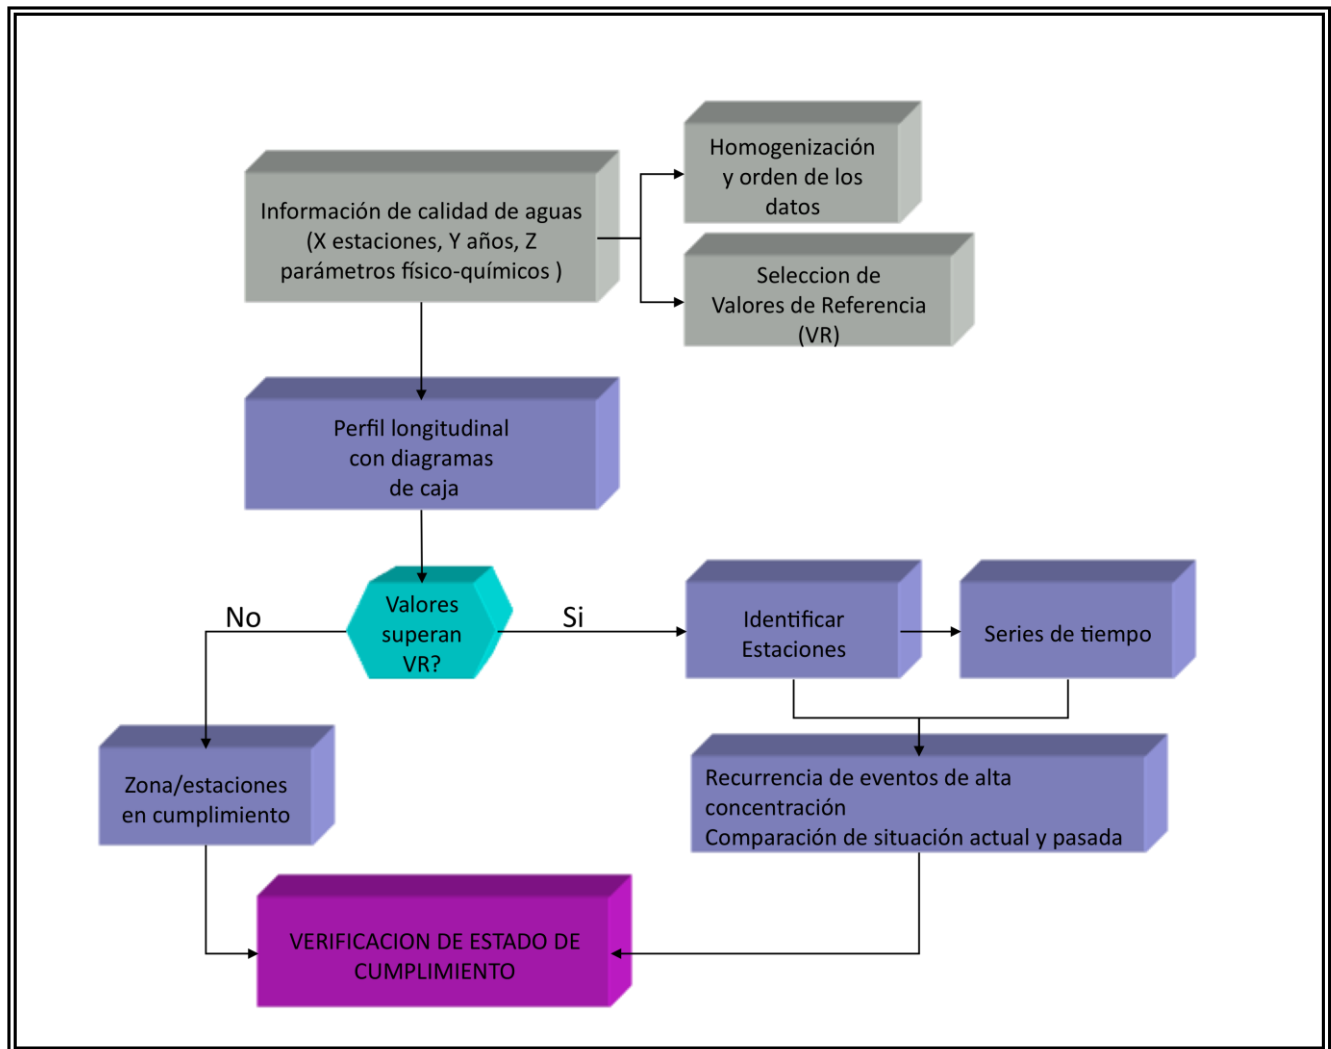 Homogenización
y orden de los
datos
Información de calidad de aguas
(X estaciones, Y años, Z
parámetros físico-químicos )
Seleccion de
Valores de Referencia
(VR)
Perfil longitudinal
con diagramas
de caja
Valores
superan
VR?
No
Si
Identificar
Estaciones
Series de tiempo
Zona/estaciones
en cumplimiento
Recurrencia de eventos de alta
concentración
Comparación de situación actual y pasada
VERIFICACION DE ESTADO DE
CUMPLIMIENTO